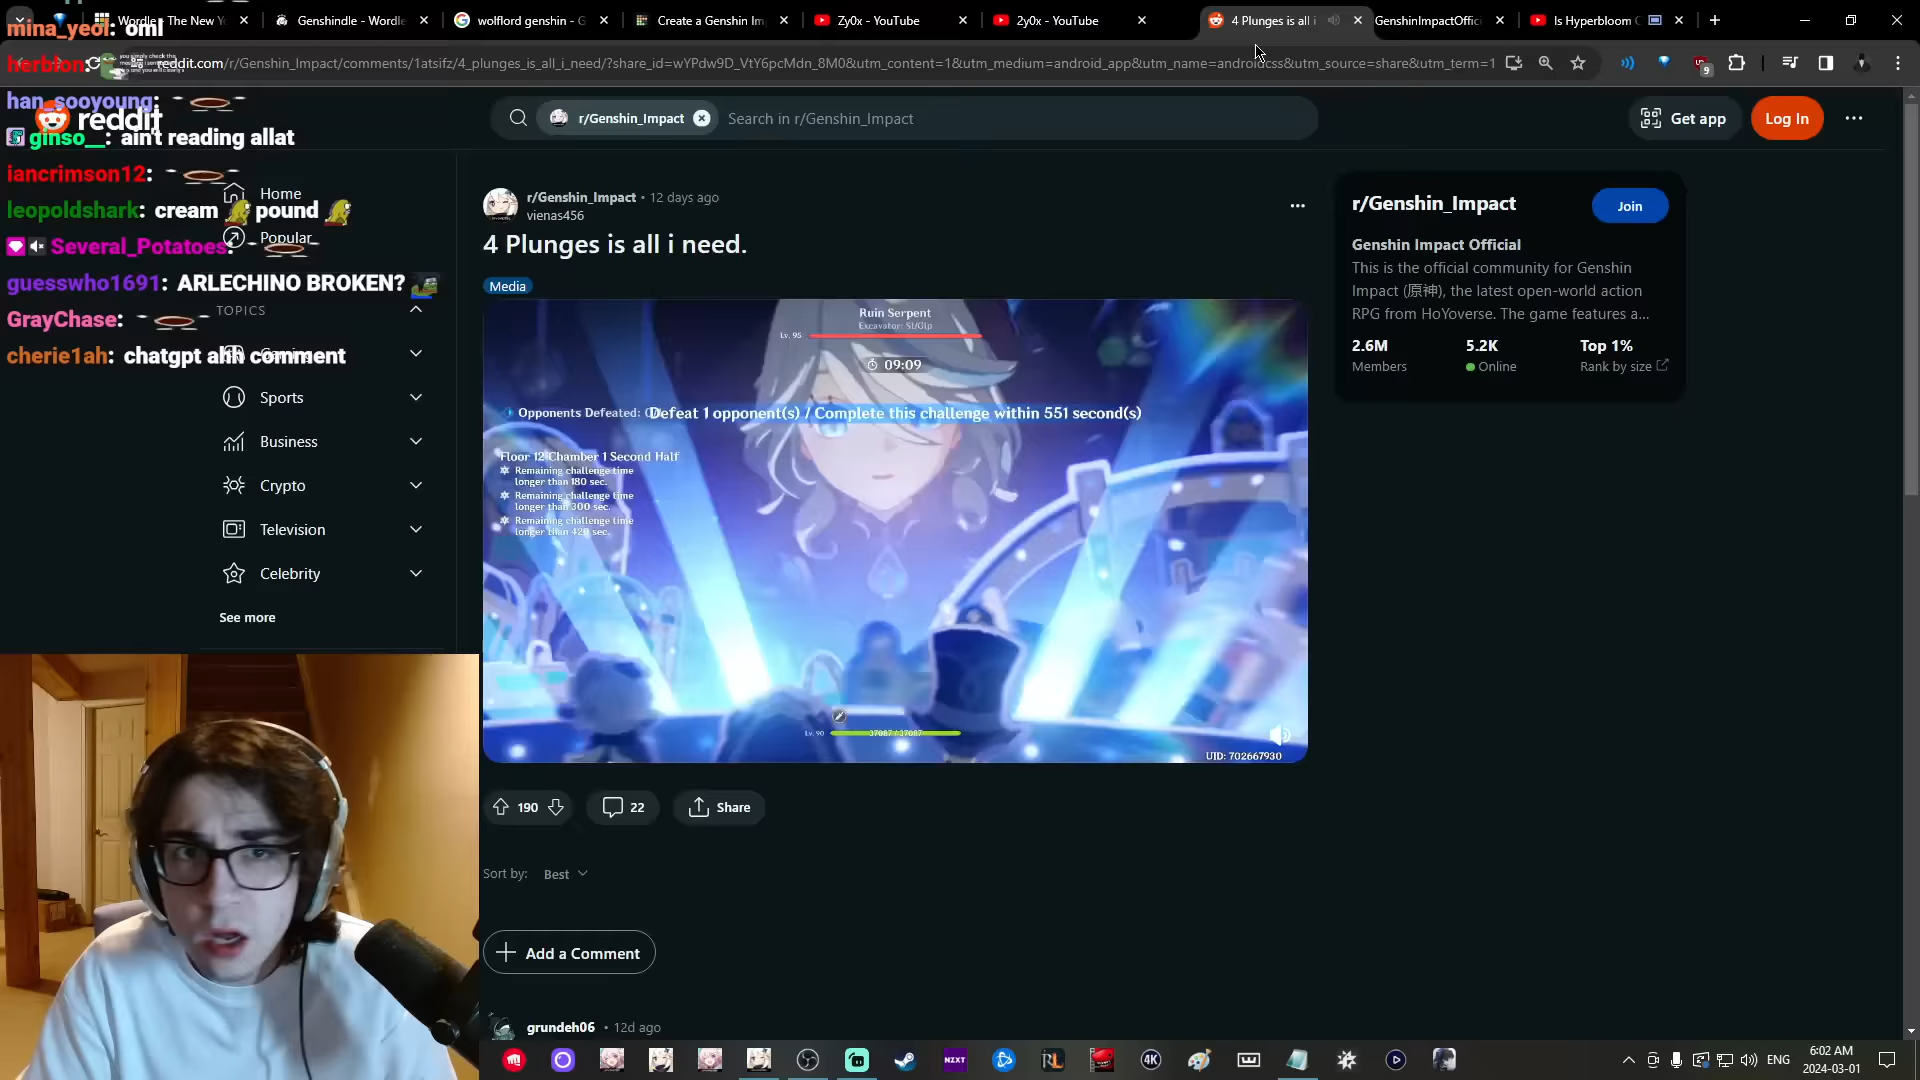 Wordle - The New Y
Genshindle - Wordle
wolflord genshin - G
Create a Genshin Im
Zy0x - YouTube
2y0x - YouTube
4 Plunges is all i
GenshinImpactOffici
Is Hyperbloom
mina_yeol: omf
herblon:
reddit.com/r/Genshin_Impact/comments/1atsifz/4_plunges_is_all_i_need/?share_id=wYPdw9D_VtY6pcMdn_8M0&utm_content=1&utm_medium=android_app&utm_name=androidcss&utm_source=share&utm_term=1
9
han_sooyoung:
reddit
r/Genshin_Impact
Search in r/Genshin_Impact
Get app
Log In
ginso__: ain't reading allat
iancrimson12:
Home
leopoldshark: cream pound
Popular
Several_Potatoes:
guesswho1691: ARLECHINO BROKEN?
TOPICS
GrayChase:
cherie1ah: chatgpt ahh comment
Sports
Business
Crypto
Television
Celebrity
See more
r/Genshin_Impact • 12 days ago
vienas456
4 Plunges is all i need.
Media
Ruin Serpent
Lv. 95
09:09
Opponents Defeated:
Defeat 1 opponent(s) / Complete this challenge within 551 second(s)
Floor 12 Chamber 1 Second Half
Remaining challenge time
longer than 180 sec.
Remaining challenge time
longer than 300 sec.
Remaining challenge time
longer than 420 sec.
Lv. 90
37087 / 37087
UID: 702667930
190
22
Share
Sort by:
Best
Add a Comment
grundeh06 • 12d ago
r/Genshin_Impact
Join
Genshin Impact Official
This is the official community for Genshin
Impact (原神), the latest open-world action
RPG from HoYoverse. The game features a...
2.6M
Members
5.2K
Online
Top 1%
Rank by size
NZXT
4K
ENG
6:02 AM
2024-03-01